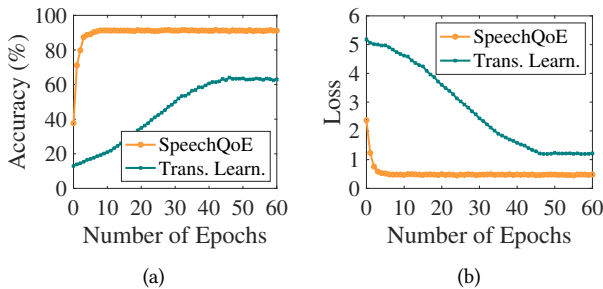 100
80
60
40
20
0
Accuracy (%)
SpeechQoE
Trans. Learn.
0 10 20 30 40 50 60
Number of Epochs
(a)
6
5
4
3
2
1
0
Loss
SpeechQoE
Trans. Learn.
0 10 20 30 40 50 60
Number of Epochs
(b)